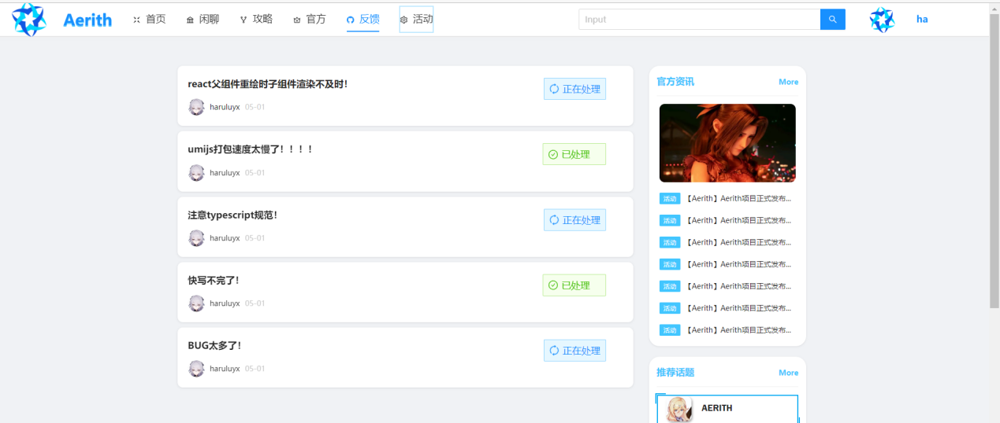 Aerith
首页
闲聊
攻略
官方
反馈
活动
Input
ha
react父组件重绘时子组件渲染不及时！
正在处理
haruluyx 05-01
umijs打包速度太慢了！！！！
已处理
haruluyx 05-01
注意typescript规范！
正在处理
haruluyx 05-01
快写不完了！
已处理
haruluyx 05-01
BUG太多了！
正在处理
haruluyx 05-01
官方资讯 More
活动 【Aerith】Aerith项目正式发布...
活动 【Aerith】Aerith项目正式发布...
活动 【Aerith】Aerith项目正式发布...
活动 【Aerith】Aerith项目正式发布...
活动 【Aerith】Aerith项目正式发布...
活动 【Aerith】Aerith项目正式发布...
活动 【Aerith】Aerith项目正式发布...
推荐话题 More
AERITH